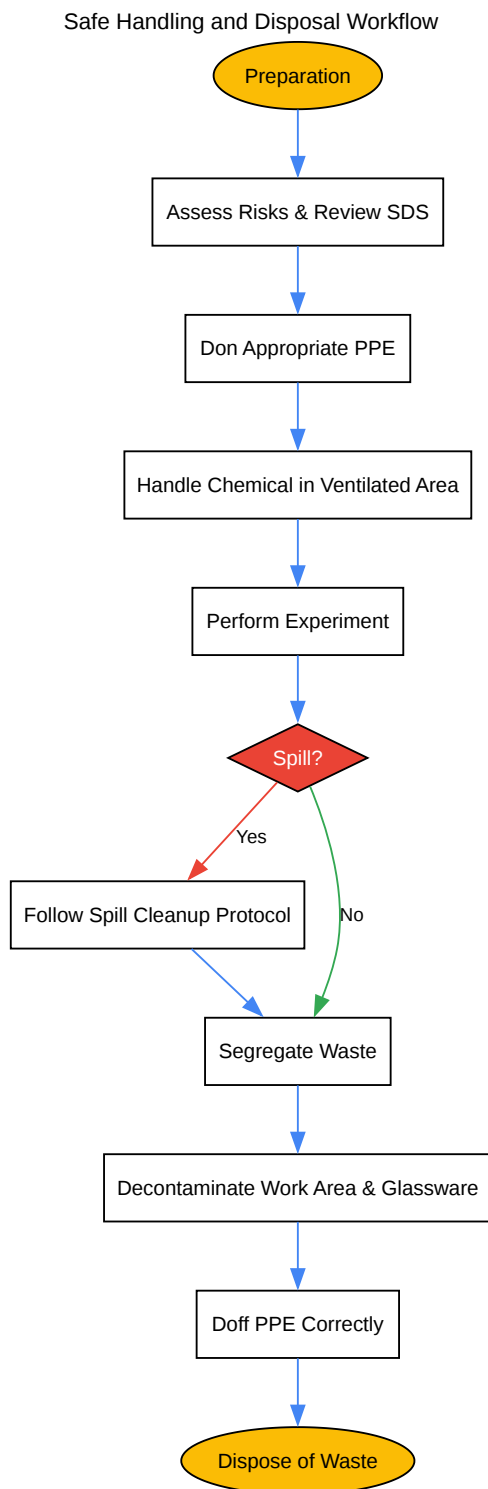 Safe Handling and Disposal Workflow
Preparation
Assess Risks & Review SDS
Don Appropriate PPE
Handle Chemical in Ventilated Area
Perform Experiment
Spill?
Yes
Follow Spill Cleanup Protocol
No
Segregate Waste
Decontaminate Work Area & Glassware
Doff PPE Correctly
Dispose of Waste